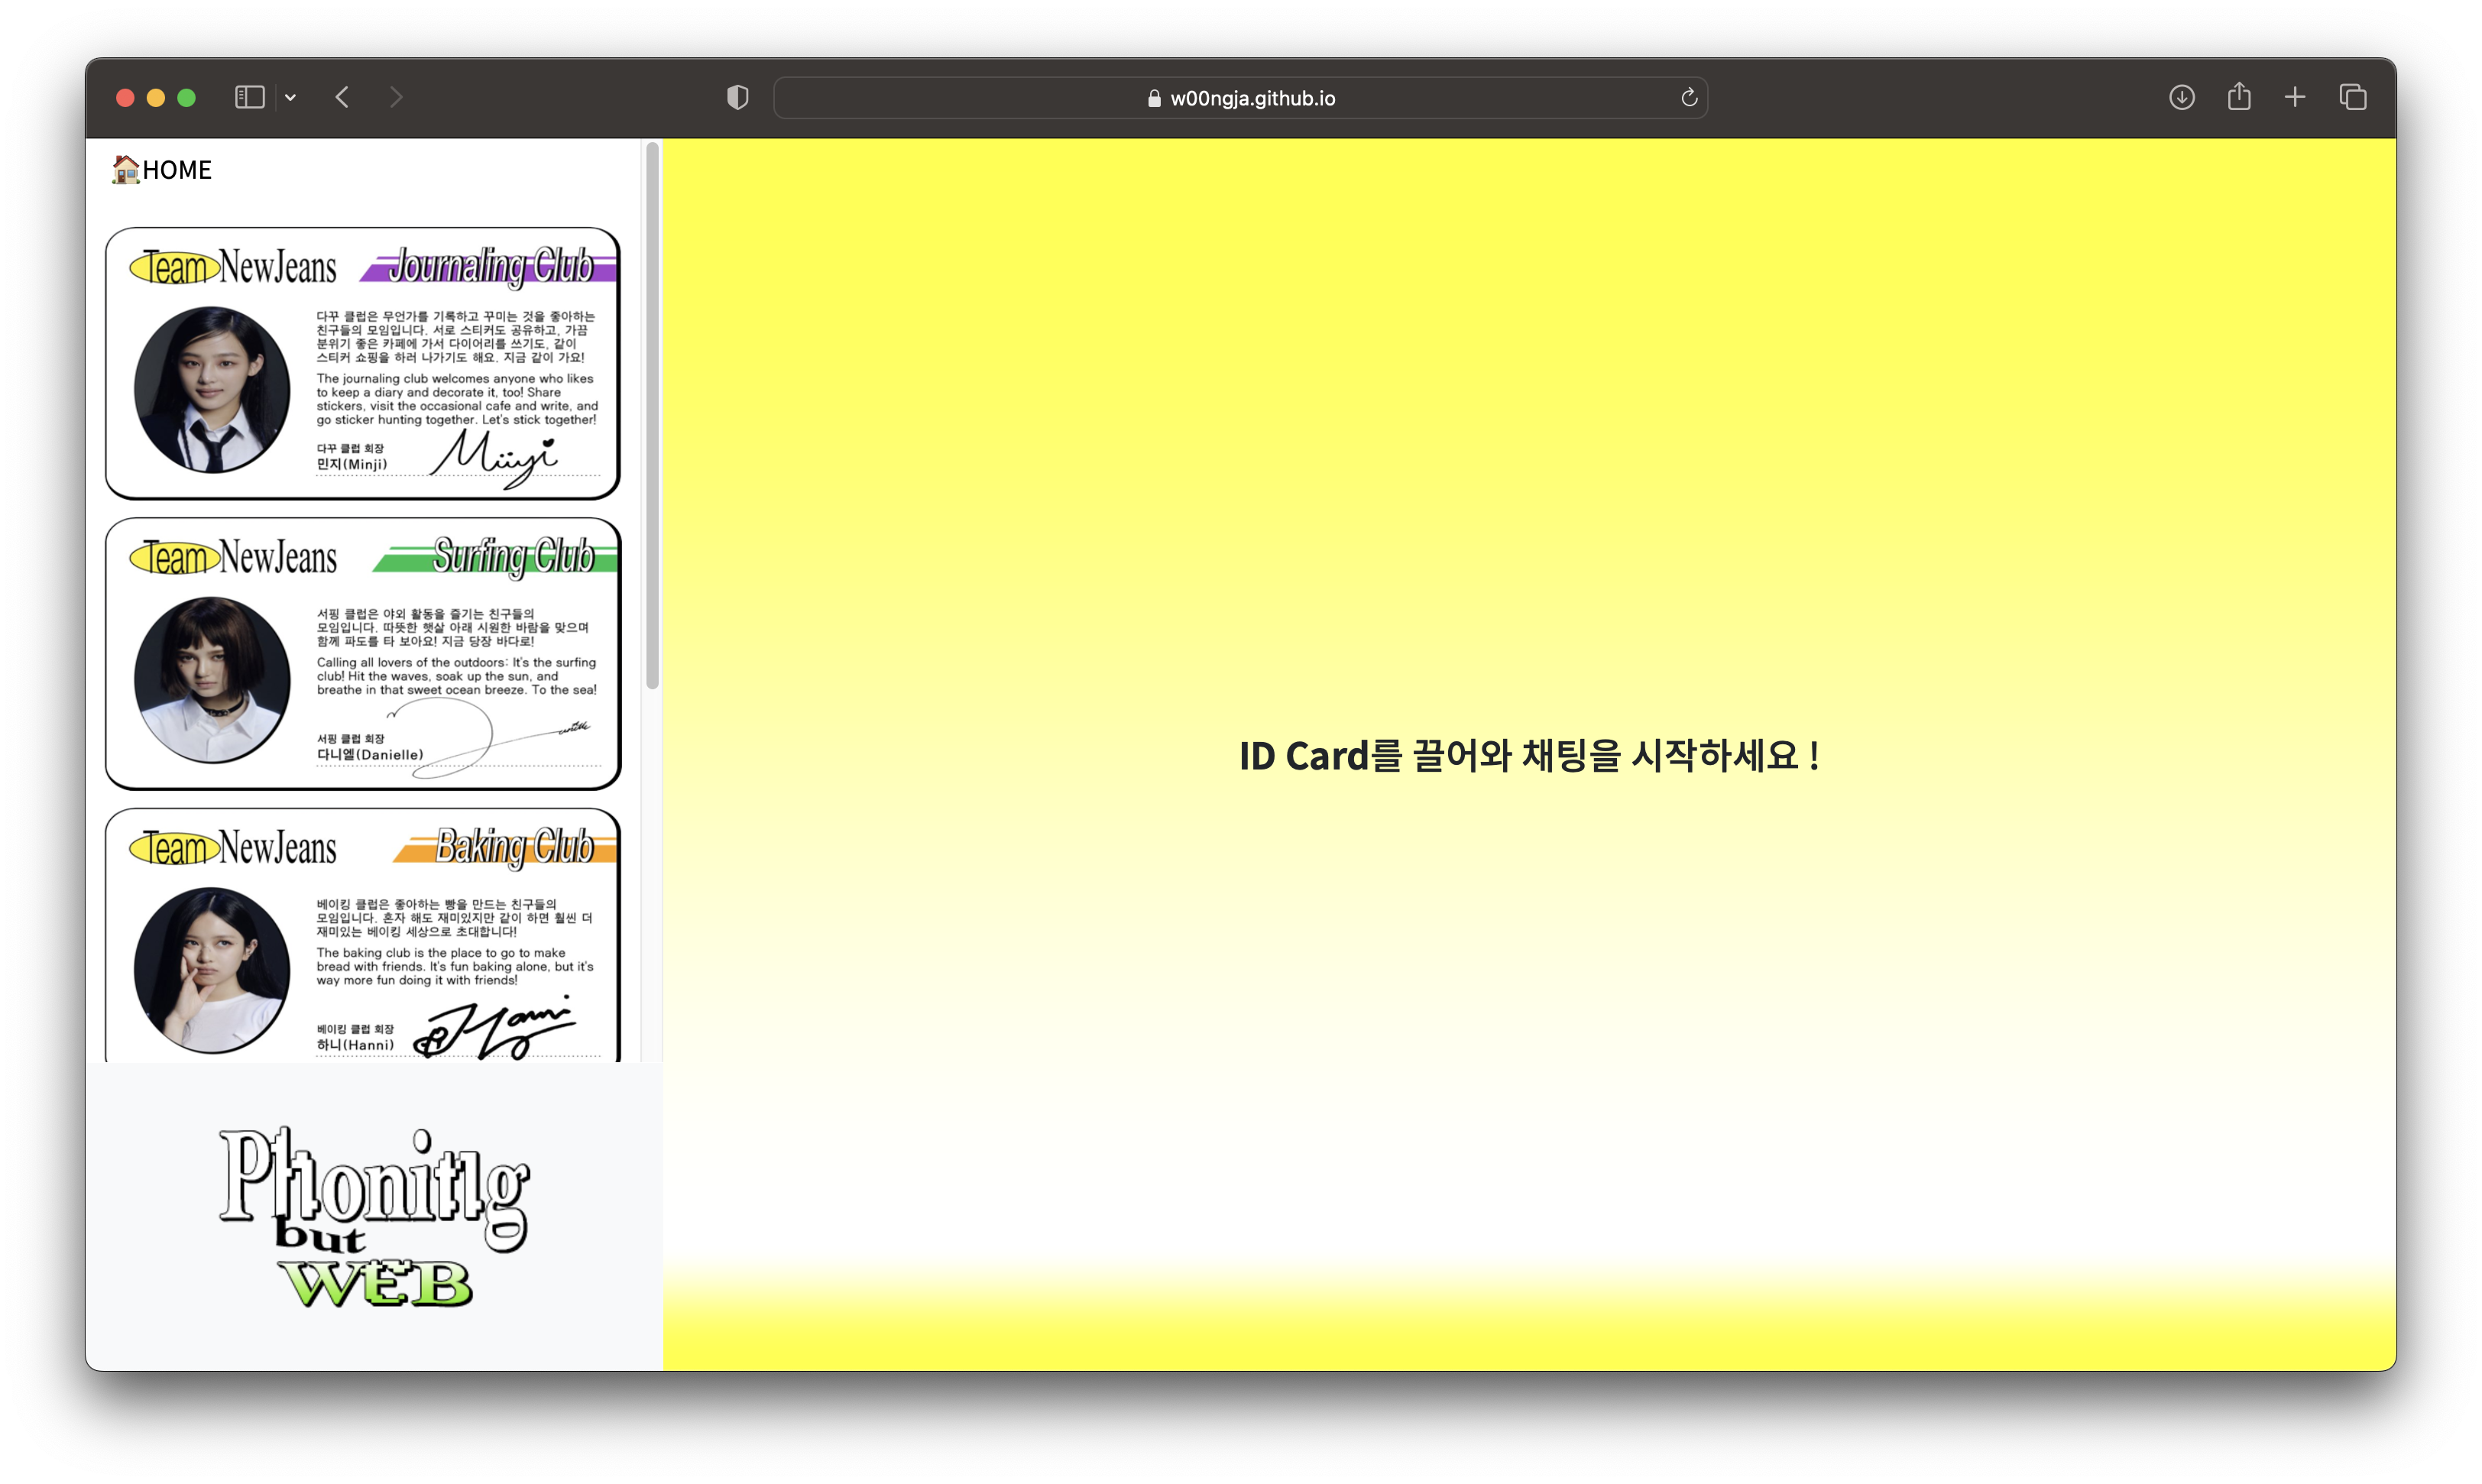 w00ngja.github.io
HOME
Team NewJeans Journaling Club
다꾸 클럽은 무언가를 기록하고 꾸미는 것을 좋아하는
친구들의 모임입니다. 서로 스티커도 공유하고, 가끔
분위기 좋은 카페에 가서 다이어리를 쓰기도, 같이
스티커 쇼핑을 하러 나가기도 해요. 지금 같이 가요!
The journaling club welcomes anyone who likes
to keep a diary and decorate it, too! Share
stickers, visit the occasional cafe and write, and
go sticker hunting together. Let's stick together!
다꾸 클럽 회장
민지(Minji)
Minji
Team NewJeans Surfing Club
서핑 클럽은 야외 활동을 즐기는 친구들의
모임입니다. 따뜻한 햇살 아래 시원한 바람을 맞으며
함께 파도를 타 보아요! 지금 당장 바다로!
Calling all lovers of the outdoors: It's the surfing
club! Hit the waves, soak up the sun, and
breathe in that sweet ocean breeze. To the sea!
서핑 클럽 회장
다니엘(Danielle)
Team NewJeans Baking Club
베이킹 클럽은 좋아하는 빵을 만드는 친구들의
모임입니다. 혼자 해도 재미있지만 같이 하면 훨씬 더
재미있는 베이킹 세상으로 초대합니다!
The baking club is the place to go to make
bread with friends. It's fun baking alone, but it's
way more fun doing it with friends!
베이킹 클럽 회장
하니(Hanni)
Hanni
Phoning
but
WEB
ID Card를 끌어와 채팅을 시작하세요 !